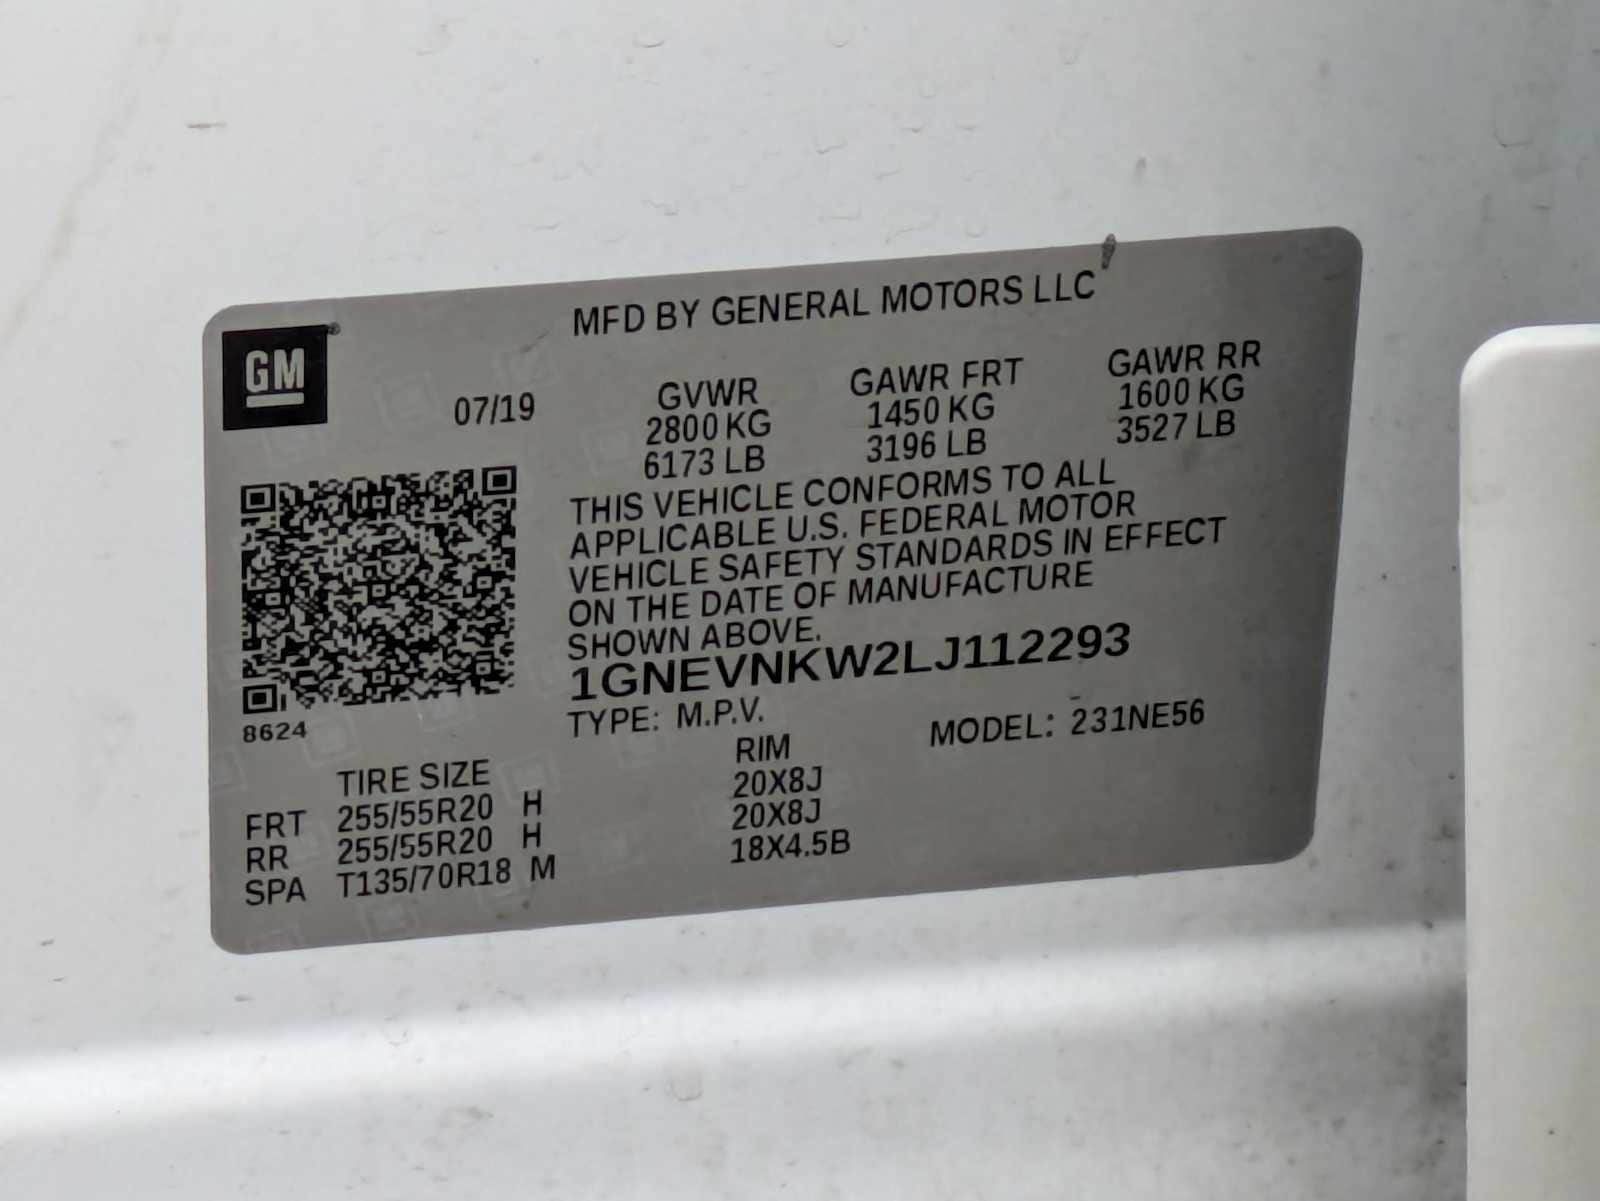 MFD BY GENERAL MOTORS LLC
GM
07/19 GVWR GAWR FRT GAWR RR
2800 KG 1450 KG 1600 KG
6173 LB 3196 LB 3527 LB
THIS VEHICLE CONFORMS TO ALL
APPLICABLE U.S. FEDERAL MOTOR
VEHICLE SAFETY STANDARDS IN EFFECT
ON THE DATE OF MANUFACTURE
SHOWN ABOVE.
1GNEVNKW2LJ112293
8624
TYPE: M.P.V. MODEL: 231NE56
TIRE SIZE RIM
FRT 255/55R20 H 20X8J
RR 255/55R20 H 20X8J
SPA T135/70R18 M 18X4.5B